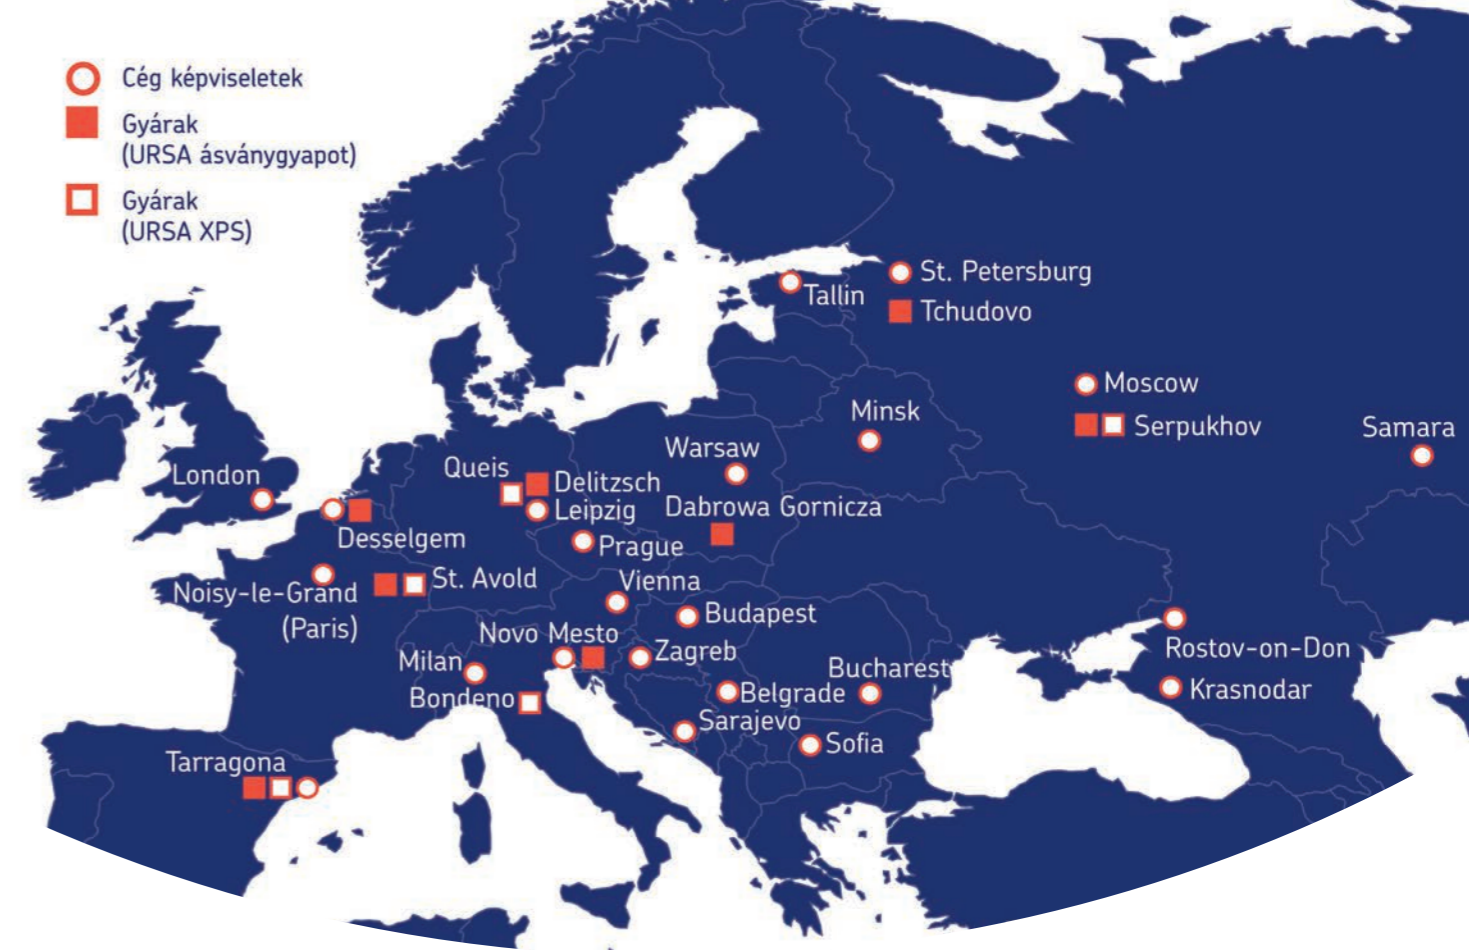 Cég képviseletek
Gyárak
(URSA ásványgyapot)
Gyárak
(URSA XPS)
St. Petersburg
Tallin
Tchudovo
Moscow
Minsk
Serpukhov
Samara
Warsaw
London
Queis
Delitzsch
Leipzig
Dabrowa Gornicza
Desselgem
Prague
St. Avold
Vienna
Noisy-le-Grand
(Paris)
Budapest
Novo Mesto
Zagreb
Rostov-on-Don
Milan
Bucharest
Krasnodar
Bondeno
Belgrade
Sarajevo
Sofia
Tarragona